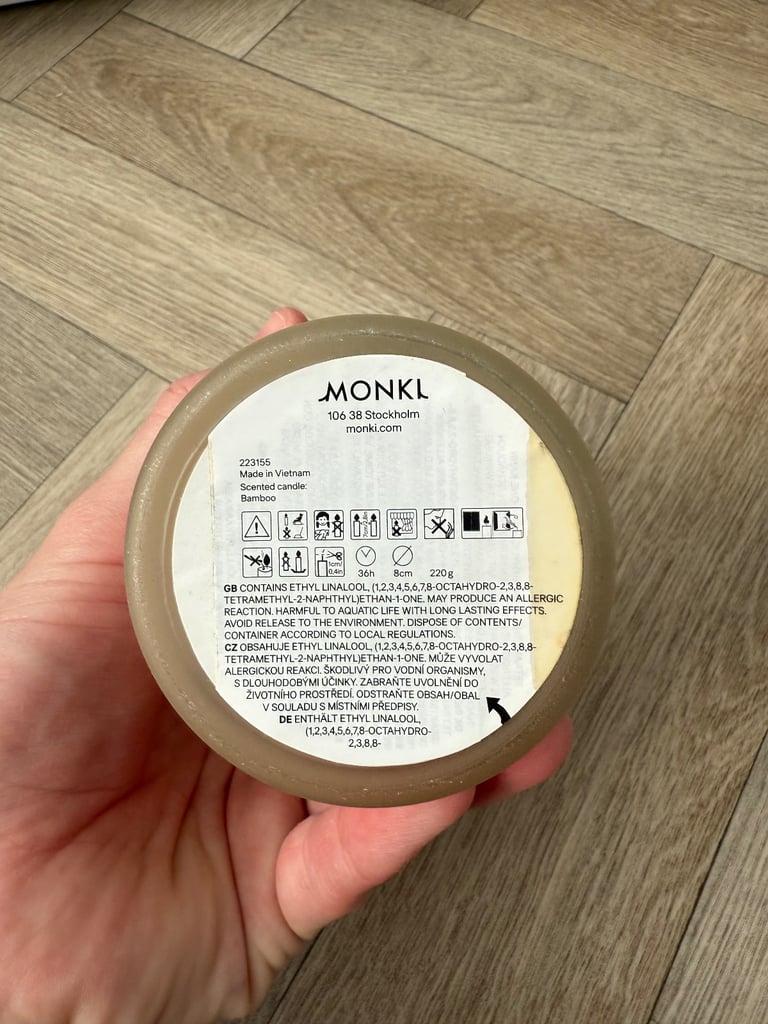 MONKI
106 38 Stockholm
monki.com
223155
Made in Vietnam
Scented candle:
Bamboo
1cm/
0,4in
36h 8cm 220g
GB CONTAINS ETHYL LINALOOL, (1,2,3,4,5,6,7,8-OCTAHYDRO-2,3,8,8-
TETRAMETHYL-2-NAPHTHYL)ETHAN-1-ONE. MAY PRODUCE AN ALLERGIC
REACTION. HARMFUL TO AQUATIC LIFE WITH LONG LASTING EFFECTS.
AVOID RELEASE TO THE ENVIRONMENT. DISPOSE OF CONTENTS/
CONTAINER ACCORDING TO LOCAL REGULATIONS.
CZ OBSAHUJE ETHYL LINALOOL, (1,2,3,4,5,6,7,8-OCTAHYDRO-2,3,8,8-
TETRAMETHYL-2-NAPHTHYL)ETHAN-1-ONE. MŮŽE VYVOLAT
ALERGICKOU REAKCI. ŠKODLIVÝ PRO VODNÍ ORGANISMY,
S DLOUHODOBÝMI ÚČINKY. ZABRAŇTE UVOLNĚNÍ DO
ŽIVOTNÍHO PROSTŘEDÍ. ODSTRAŇTE OBSAH/OBAL
V SOULADU S MÍSTNÍMI PŘEDPISY.
DE ENTHÄLT ETHYL LINALOOL,
(1,2,3,4,5,6,7,8-OCTAHYDRO-
2,3,8,8-